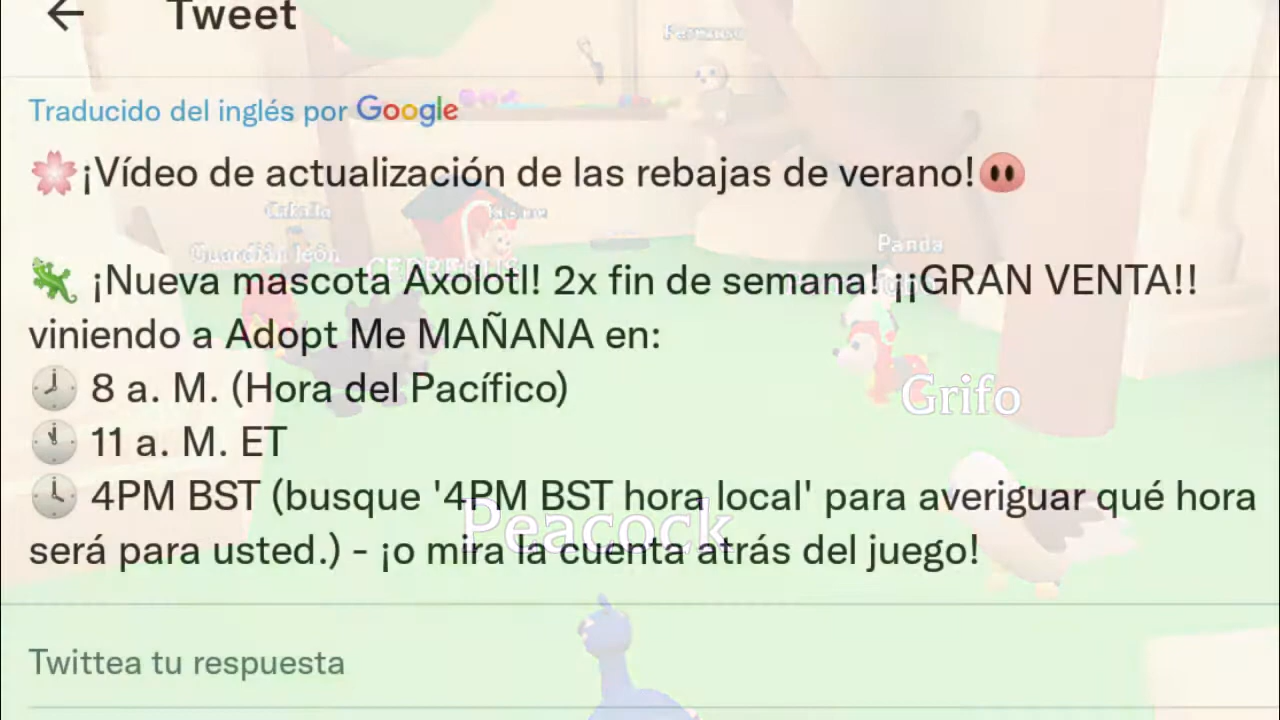 Tweet
Traducido del inglés por Google
🌸¡Vídeo de actualización de las rebajas de verano!🐽
🦎 ¡Nueva mascota Axolotl! 2x fin de semana! ¡¡GRAN VENTA!!
viniendo a Adopt Me MAÑANA en:
🕗 8 a. M. (Hora del Pacífico)
🕚 11 a. M. ET
🕓 4PM BST (busque '4PM BST hora local' para averiguar qué hora
será para usted.) - ¡o mira la cuenta atrás del juego!
Twittea tu respuesta
Guardián león
Panda
Grifo
Peacock